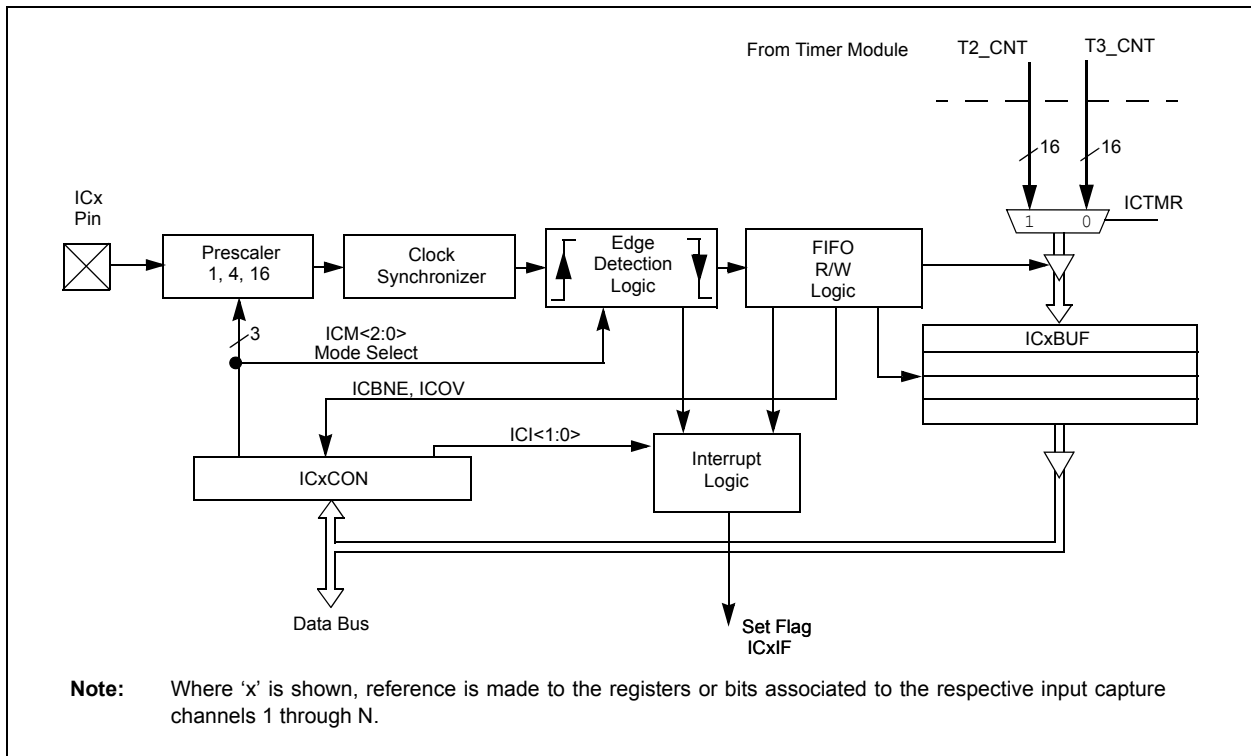 From Timer Module
T2_CNT
T3_CNT
16
16
ICx
Pin
ICTMR
1 0
Prescaler
1, 4, 16
Clock
Synchronizer
Edge
Detection
Logic
FIFO
R/W
Logic
3
ICM<2:0>
Mode Select
ICxBUF
ICBNE, ICOV
ICI<1:0>
Interrupt
Logic
ICxCON
Data Bus
Set Flag
ICxIF
Note: Where ‘x’ is shown, reference is made to the registers or bits associated to the respective input capture
channels 1 through N.